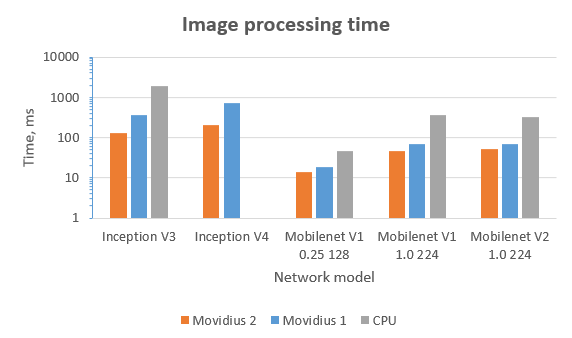 Image processing time
10000
1000
100
10
1
Time, ms
Inception V3
Inception V4
Mobilenet V1
0.25 128
Mobilenet V1
1.0 224
Mobilenet V2
1.0 224
Network model
Movidius 2
Movidius 1
CPU